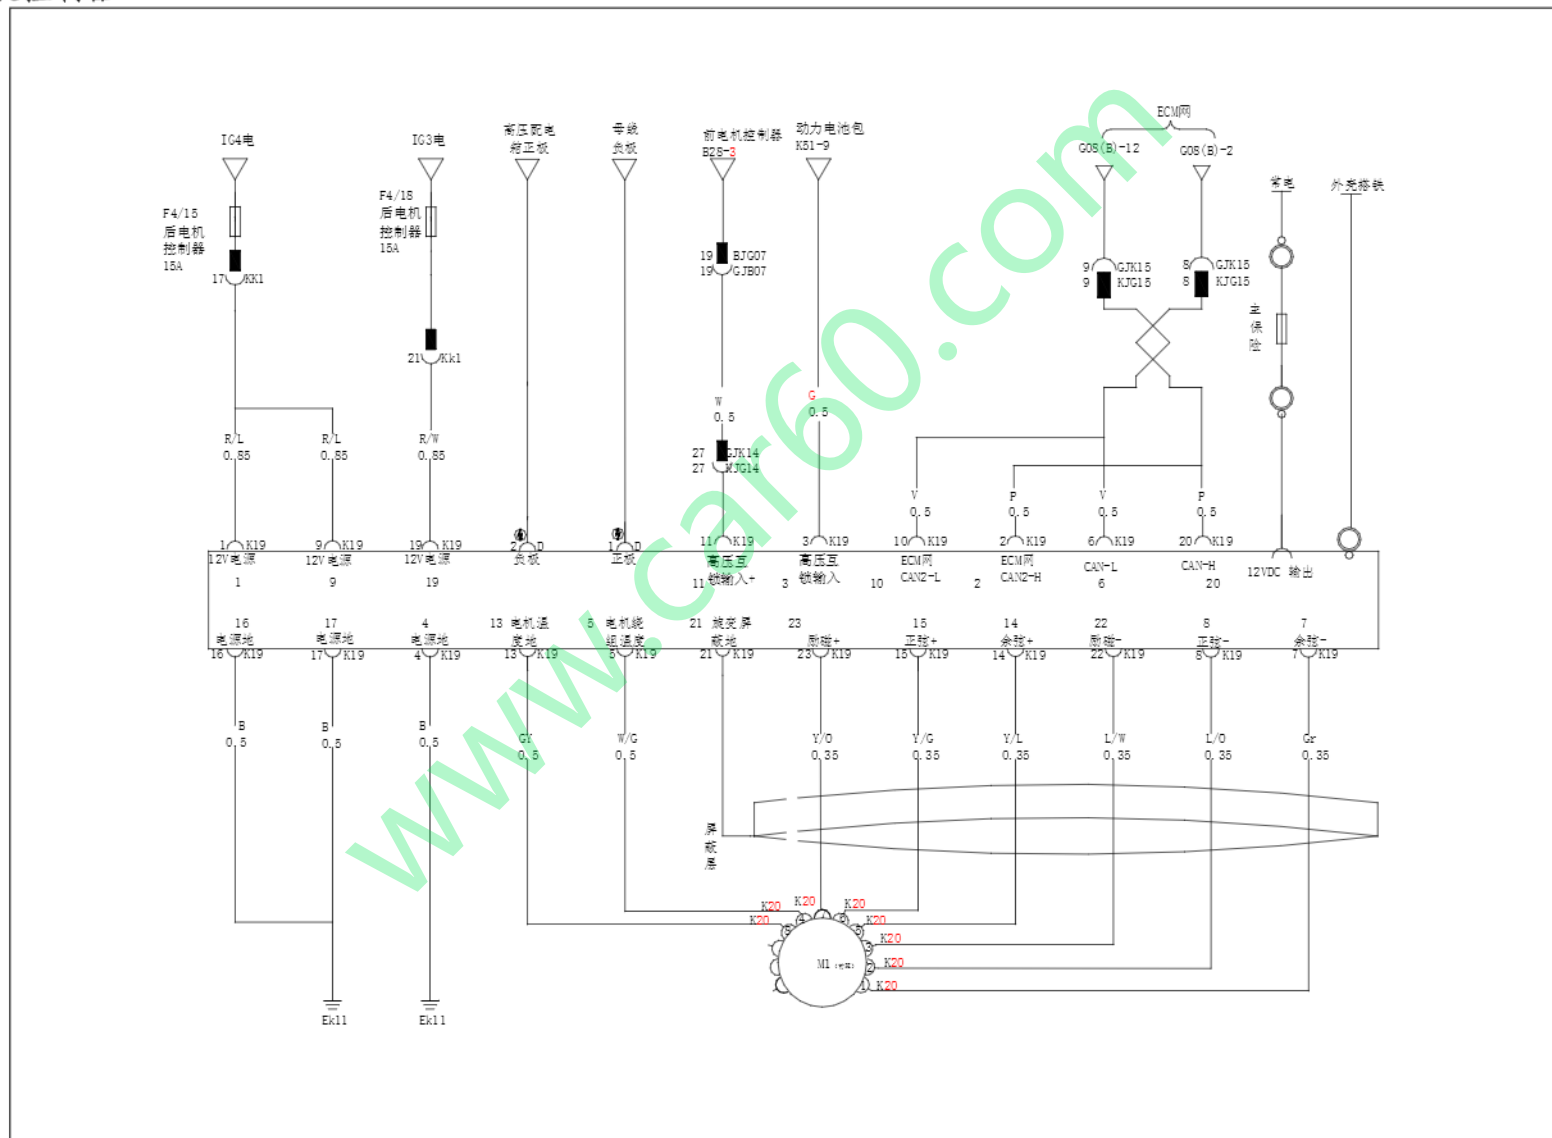 ECM网
IG4电
IG3电
高压配电
箱正极
母线
负极
前电机控制器
B28-3
动力电池包
K51-9
G08(B)-12
G08(B)-2
常电
外壳搭铁
F4/15
后电机
控制器
15A
F4/18
后电机
控制器
15A
17 KK1
19 BJG07
19 GJB07
9 GJK15
9 KJG15
8 GJK15
8 KJG15
主
保
险
21 Kk1
W
0.5
G
0.5
R/L
0.85
R/L
0.85
R/W
0.85
27 GJK14
27 KJG14
V
0.5
P
0.5
V
0.5
P
0.5
1 K19
9 K19
19 K19
2 D
1 D
11 K19
3 K19
10 K19
2 K19
6 K19
20 K19
12V电源
1
12V电源
9
12V电源
19
负极
正极
高压互
11 锁输入+
高压互
3 锁输入
ECM网
10 CAN2-L
ECM网
2 CAN2-H
CAN-L
6
CAN-H
20
12VDC 输出
16
电源地
17
电源地
4
电源地
13 电机温
度地
5 电机绕
组温度
21 旋变屏
蔽地
23
励磁+
15
正弦+
14
余弦+
22
励磁-
8
正弦-
7
余弦-
16 K19
17 K19
4 K19
13 K19
5 K19
21 K19
23 K19
15 K19
14 K19
22 K19
8 K19
7 K19
B
0.5
B
0.5
B
0.5
GY
0.5
W/G
0.5
Y/O
0.35
Y/G
0.35
Y/L
0.35
L/W
0.35
L/O
0.35
Gr
0.35
屏
蔽
层
K20
K20
K20
K20
K20
K20
K20
K20
4
5
3
2
1
M1
Ek11
Ek11
www.car60.com